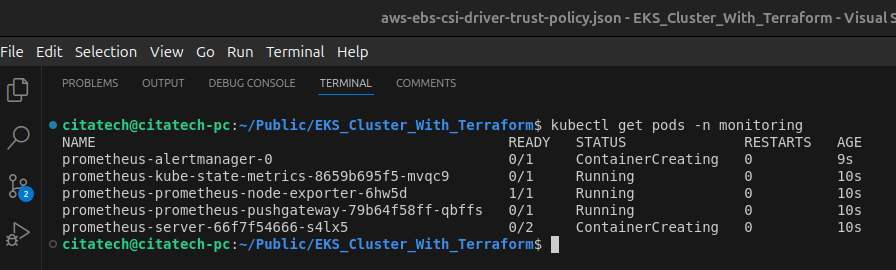 aws-ebs-csi-driver-trust-policy.json - EKS_Cluster_With_Terraform - Visual S
File Edit Selection View Go Run Terminal Help
PROBLEMS OUTPUT DEBUG CONSOLE TERMINAL COMMENTS
citatech@citatech-pc:~/Public/EKS_Cluster_With_Terraform$ kubectl get pods -n monitoring
NAME READY STATUS RESTARTS AGE
prometheus-alertmanager-0 0/1 ContainerCreating 0 9s
prometheus-kube-state-metrics-8659b695f5-mvqc9 0/1 Running 0 10s
prometheus-prometheus-node-exporter-6hw5d 1/1 Running 0 10s
prometheus-prometheus-pushgateway-79b64f58ff-qbffs 0/1 Running 0 10s
prometheus-server-66f7f54666-s4lx5 0/2 ContainerCreating 0 10s
citatech@citatech-pc:~/Public/EKS_Cluster_With_Terraform$
2